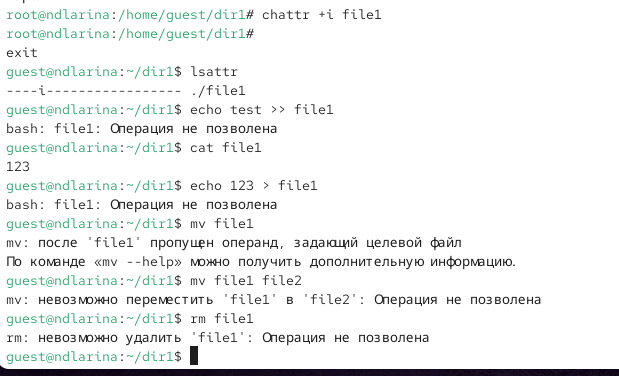 root@ndlarina:/home/guest/dir1# chattr +i file1
root@ndlarina:/home/guest/dir1#
exit
guest@ndlarina:~/dir1$ lsattr
----i----------------- ./file1
guest@ndlarina:~/dir1$ echo test >> file1
bash: file1: Операция не позволена
guest@ndlarina:~/dir1$ cat file1
123
guest@ndlarina:~/dir1$ echo 123 > file1
bash: file1: Операция не позволена
guest@ndlarina:~/dir1$ mv file1
mv: после 'file1' пропущен операнд, задающий целевой файл
По команде «mv --help» можно получить дополнительную информацию.
guest@ndlarina:~/dir1$ mv file1 file2
mv: невозможно переместить 'file1' в 'file2': Операция не позволена
guest@ndlarina:~/dir1$ rm file1
rm: невозможно удалить 'file1': Операция не позволена
guest@ndlarina:~/dir1$